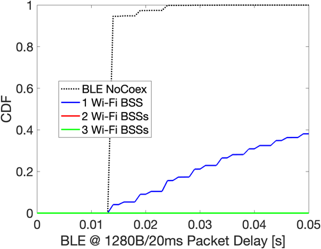 1
0.8
0.6
0.4
0.2
0
CDF
BLE NoCoex
1 Wi-Fi BSS
2 Wi-Fi BSSs
3 Wi-Fi BSSs
0 0.01 0.02 0.03 0.04 0.05
BLE @ 1280B/20ms Packet Delay [s]